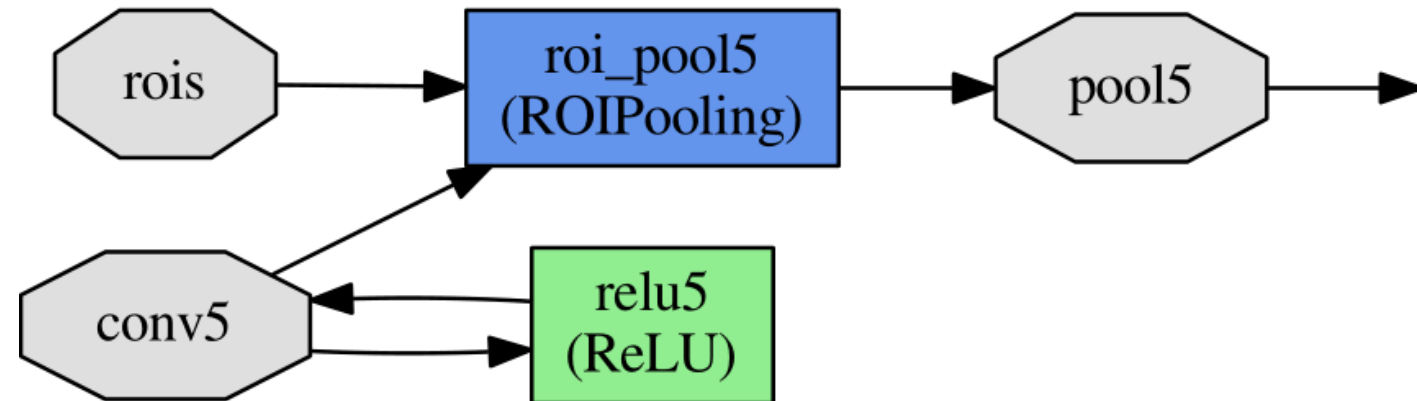 rois
roi_pool5
(ROIPooling)
pool5
conv5
relu5
(ReLU)